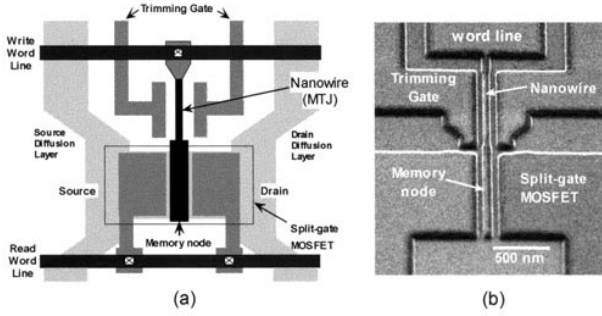 Trimming Gate
Write
Word
Line
Nanowire
(MTJ)
Source
Diffusion
Layer
Drain
Diffusion
Layer
Source
Drain
Split-gate
MOSFET
Memory node
Read
Word
Line
(a)
word line
Trimming
Gate
Nanowire
Memory
node
Split-gate
MOSFET
500 nm
(b)